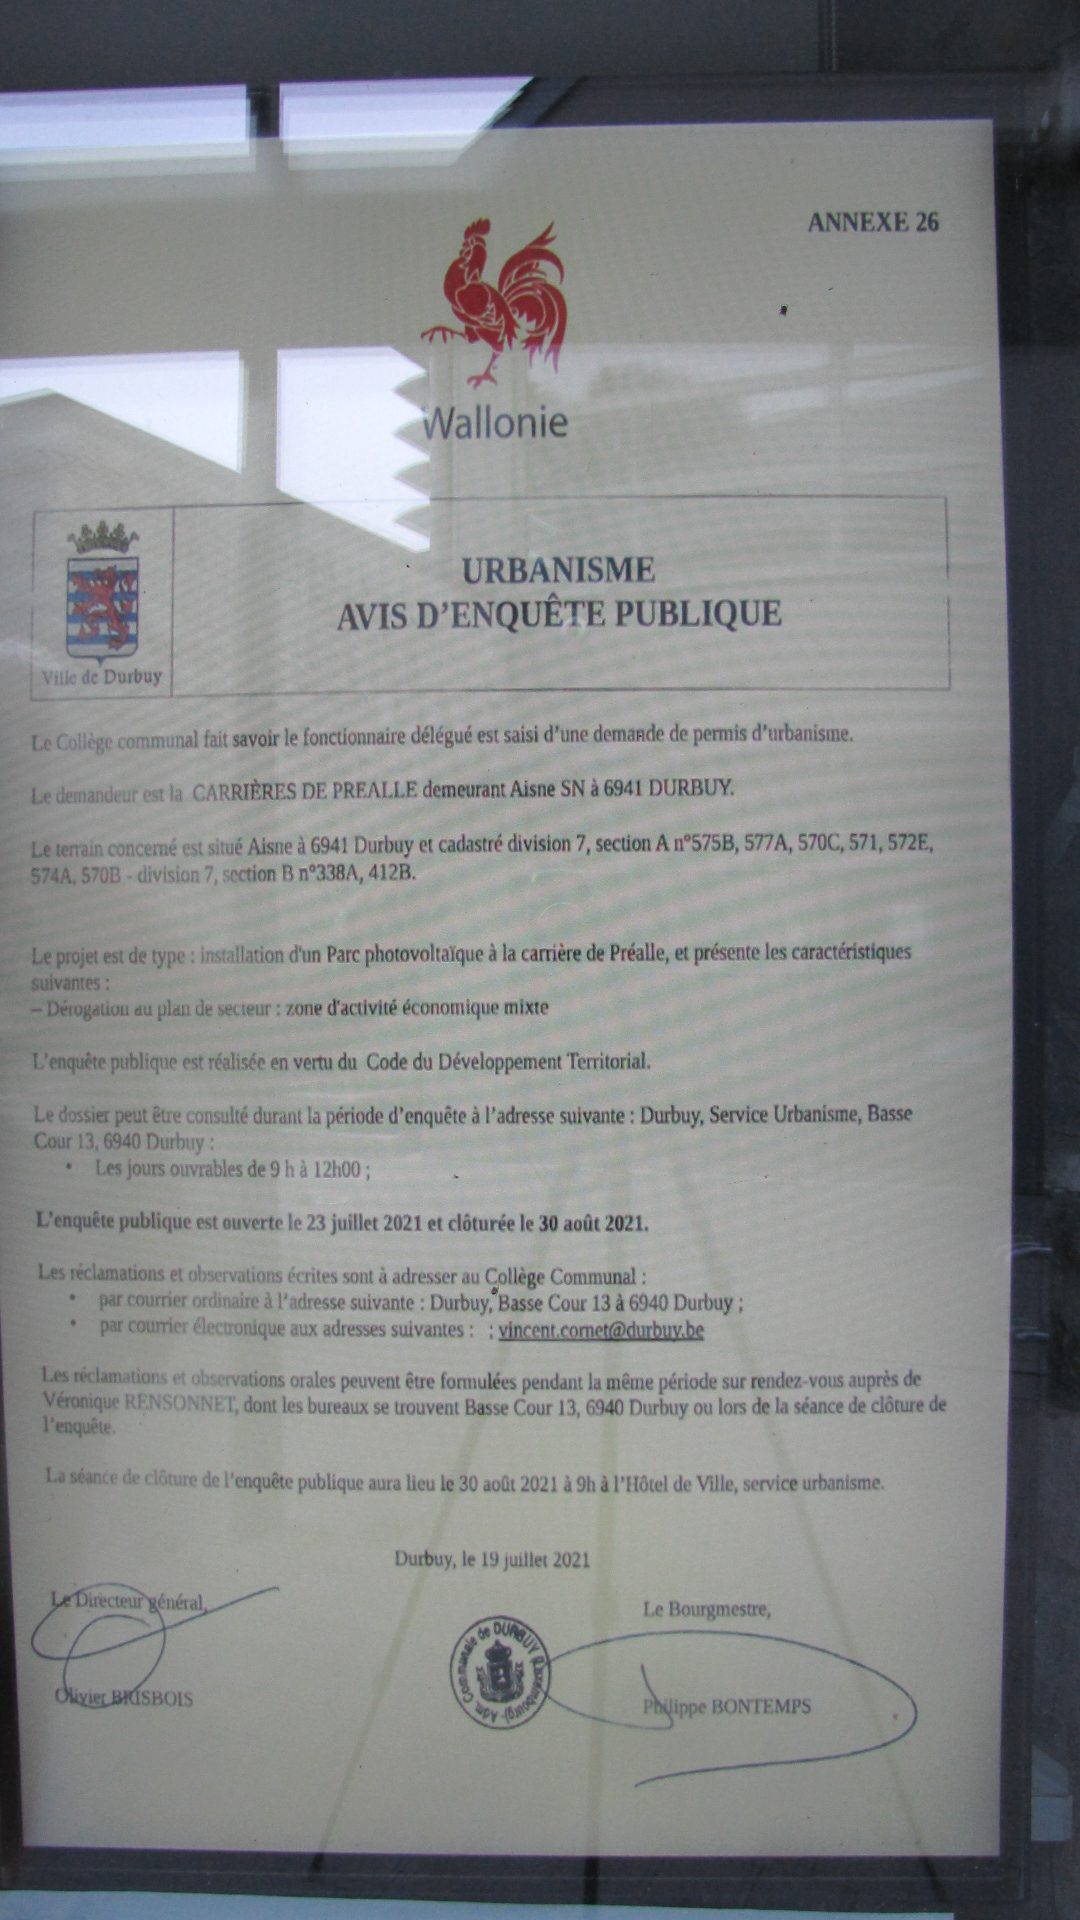 ANNEXE 26
Wallonie
URBANISME
AVIS D'ENQUÊTE PUBLIQUE
Ville de Durbuy
Le Collège communal fait savoir le fonctionnaire délégué est saisi d'une demande de permis d'urbanisme.
Le demandeur est la CARRIÈRES DE PREALLE demeurant Aisne SN à 6941 DURBUY.
Le terrain concerné est situé Aisne à 6941 Durbuy et cadastré division 7, section A n°575B, 577A, 570C, 571, 572E,
574A, 570B - division 7, section B n°338A, 412B.
Le projet est de type : installation d'un Parc photovoltaïque à la carrière de Préalle, et présente les caractéristiques
suivantes :
– Dérogation au plan de secteur : zone d'activité économique mixte
L'enquête publique est réalisée en vertu du Code du Développement Territorial.
Le dossier peut être consulté durant la période d'enquête à l'adresse suivante : Durbuy, Service Urbanisme, Basse
Cour 13, 6940 Durbuy :
• Les jours ouvrables de 9 h à 12h00 ;
L'enquête publique est ouverte le 23 juillet 2021 et clôturée le 30 août 2021.
Les réclamations et observations écrites sont à adresser au Collège Communal :
• par courrier ordinaire à l'adresse suivante : Durbuy, Basse Cour 13 à 6940 Durbuy ;
• par courrier électronique aux adresses suivantes : : vincent.cornet@durbuy.be
Les réclamations et observations orales peuvent être formulées pendant la même période sur rendez-vous auprès de
Véronique RENSONNET, dont les bureaux se trouvent Basse Cour 13, 6940 Durbuy ou lors de la séance de clôture de
l'enquête.
La séance de clôture de l'enquête publique aura lieu le 30 août 2021 à 9h à l'Hôtel de Ville, service urbanisme.
Durbuy, le 19 juillet 2021
Le Directeur général,
Le Bourgmestre,
Adm. Communale de DURBUY (Luxembourg)
Olivier BRISBOIS
Philippe BONTEMPS